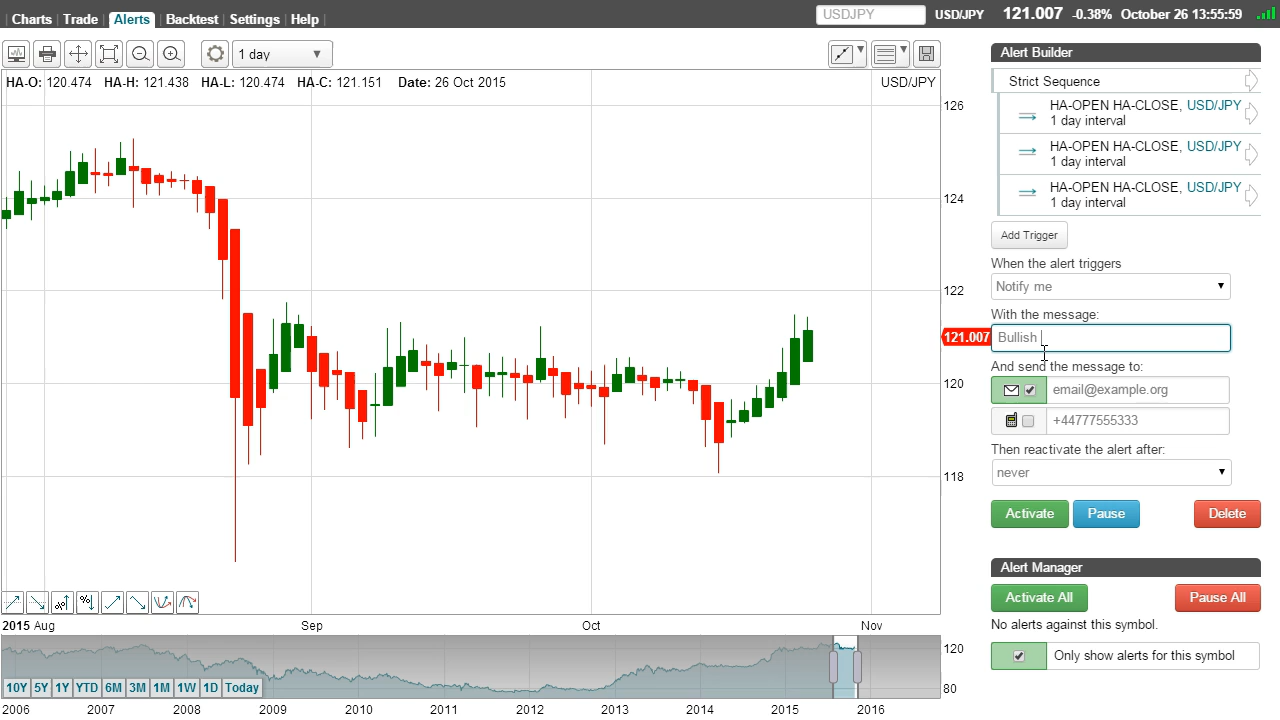 Charts Trade Alerts Backtest Settings Help
USDJPY USD/JPY 121.007 -0.38% October 26 13:55:59
1 day
HA-O: 120.474 HA-H: 121.438 HA-L: 120.474 HA-C: 121.151 Date: 26 Oct 2015 USD/JPY
126
124
122
121.007
120
118
2015 Aug Sep Oct Nov
120
80
10Y 5Y 1Y YTD 6M 3M 1M 1W 1D Today
2006 2007 2008 2009 2010 2011 2012 2013 2014 2015 2016
Alert Builder
Strict Sequence
HA-OPEN HA-CLOSE, USD/JPY
1 day interval
HA-OPEN HA-CLOSE, USD/JPY
1 day interval
HA-OPEN HA-CLOSE, USD/JPY
1 day interval
Add Trigger
When the alert triggers
Notify me
With the message:
Bullish
And send the message to:
email@example.org
+44777555333
Then reactivate the alert after:
never
Activate Pause Delete
Alert Manager
Activate All Pause All
No alerts against this symbol.
Only show alerts for this symbol